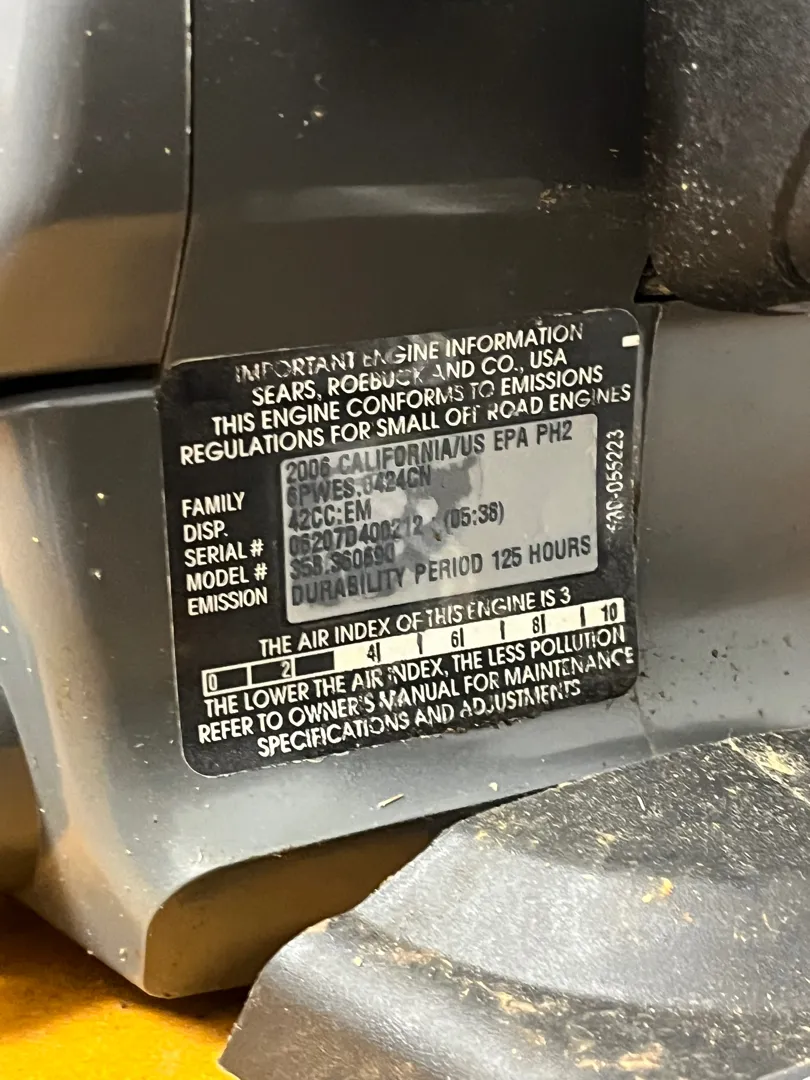 IMPORTANT ENGINE INFORMATION
SEARS, ROEBUCK AND CO., USA
THIS ENGINE CONFORMS TO EMISSIONS
REGULATIONS FOR SMALL OFF ROAD ENGINES
2006 CALIFORNIA/US EPA PH2
FAMILY 6PWES.0424CN
DISP. 42CC:EM
SERIAL # (05:38)
MODEL #
EMISSION DURABILITY PERIOD 125 HOURS
THE AIR INDEX OF THIS ENGINE IS 3
0 2 4 6 8 10
THE LOWER THE AIR INDEX, THE LESS POLLUTION
REFER TO OWNER'S MANUAL FOR MAINTENANCE
SPECIFICATIONS AND ADJUSTMENTS